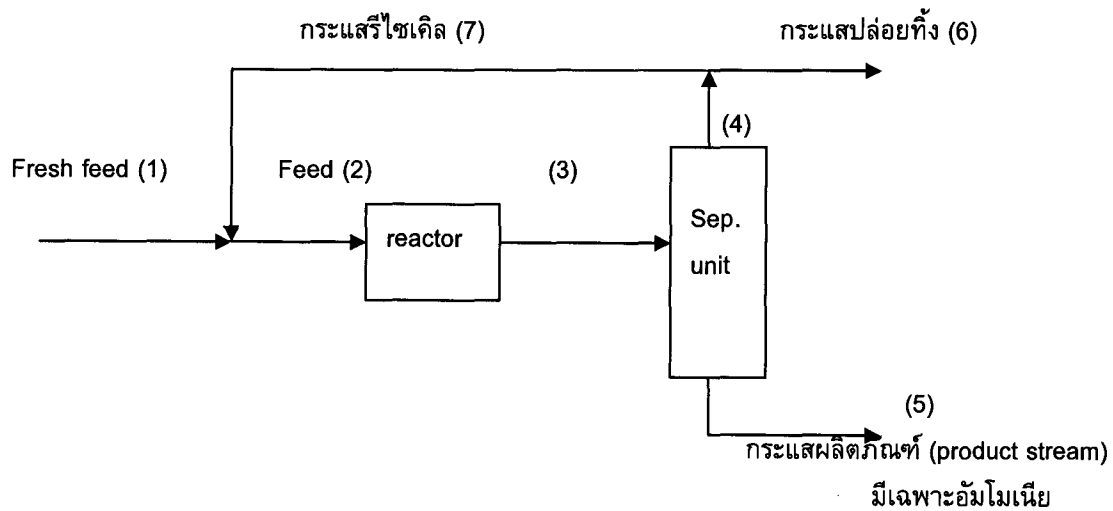 กระแสรีไซเคิล (7)
กระแสปล่อยทิ้ง (6)
(4)
Fresh feed (1)
Feed (2)
(3)
reactor
Sep.
unit
(5)
กระแสผลิตภัณฑ์ (product stream)
มีเฉพาะอัมโมเนีย